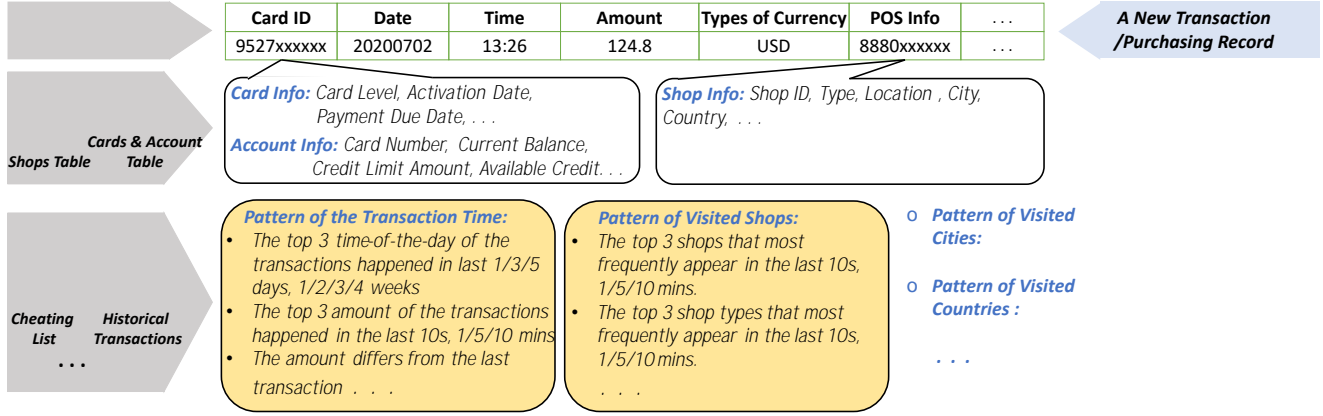 Card ID Date Time Amount Types of Currency POS Info ...
9527xxxxxx 20200702 13:26 124.8 USD 8880xxxxxx ...
A New Transaction
/Purchasing Record
Shops Table
Cards & Account
Table
Card Info: Card Level, Activation Date,
Payment Due Date, ...
Account Info: Card Number, Current Balance,
Credit Limit Amount, Available Credit...
Shop Info: Shop ID, Type, Location , City,
Country, ...
Cheating
List
Historical
Transactions
...
Pattern of the Transaction Time:
• The top 3 time-of-the-day of the
transactions happened in last 1/3/5
days, 1/2/3/4 weeks
• The top 3 amount of the transactions
happened in the last 10s, 1/5/10 mins
• The amount differs from the last
transaction . . .
Pattern of Visited Shops:
• The top 3 shops that most
frequently appear in the last 10s,
1/5/10 mins.
• The top 3 shop types that most
frequently appear in the last 10s,
1/5/10 mins.
. . .
o Pattern of Visited
Cities:
o Pattern of Visited
Countries :
. . .